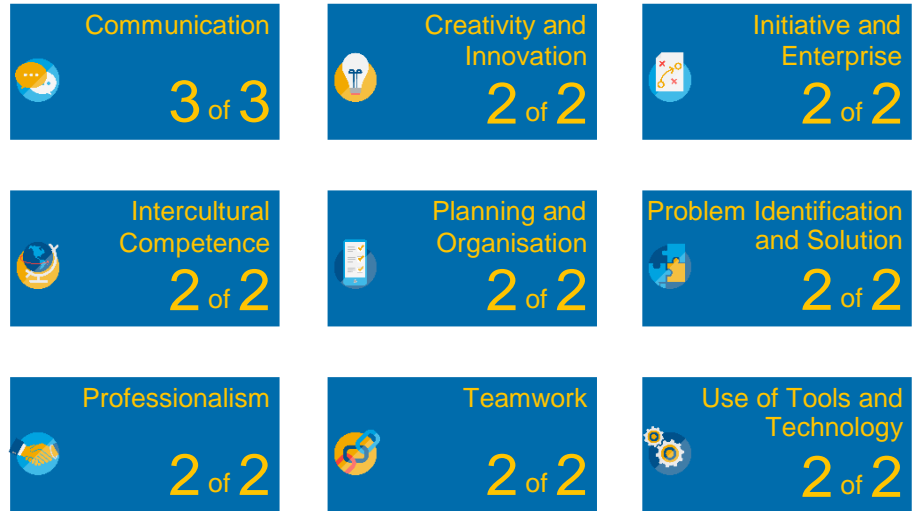 Communication
3 of 3
Creativity and
Innovation
2 of 2
Initiative and
Enterprise
2 of 2
Intercultural
Competence
2 of 2
Planning and
Organisation
2 of 2
Problem Identification
and Solution
2 of 2
Professionalism
2 of 2
Teamwork
2 of 2
Use of Tools and
Technology
2 of 2